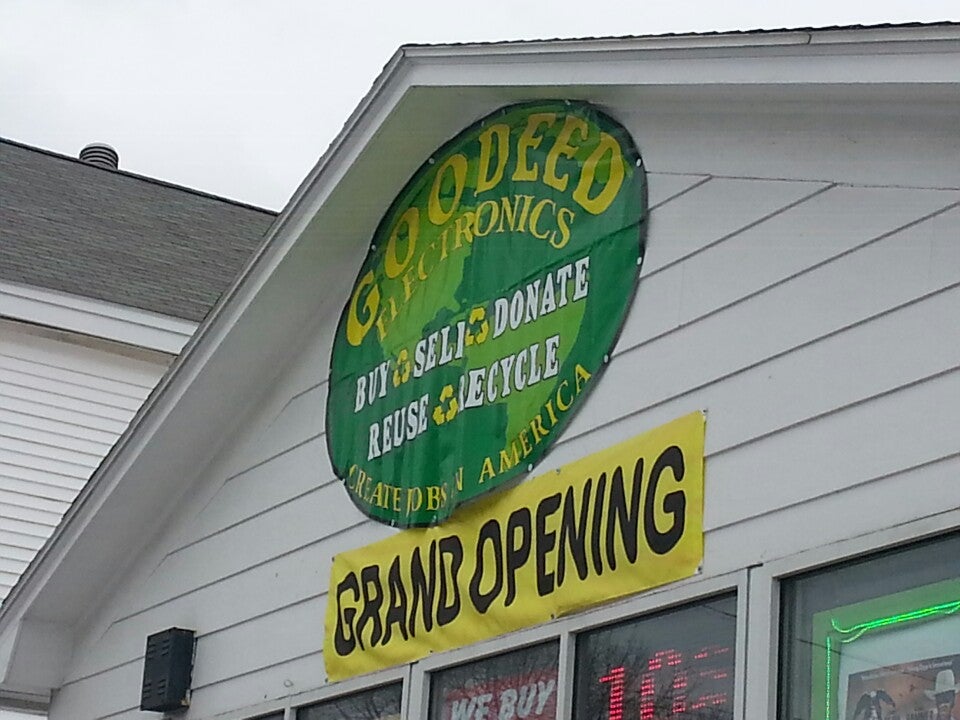 GOODEED
ELECTRONICS
BUY SELL DONATE
REUSE RECYCLE
CREATE JOBS IN AMERICA
GRAND OPENING
WE BUY